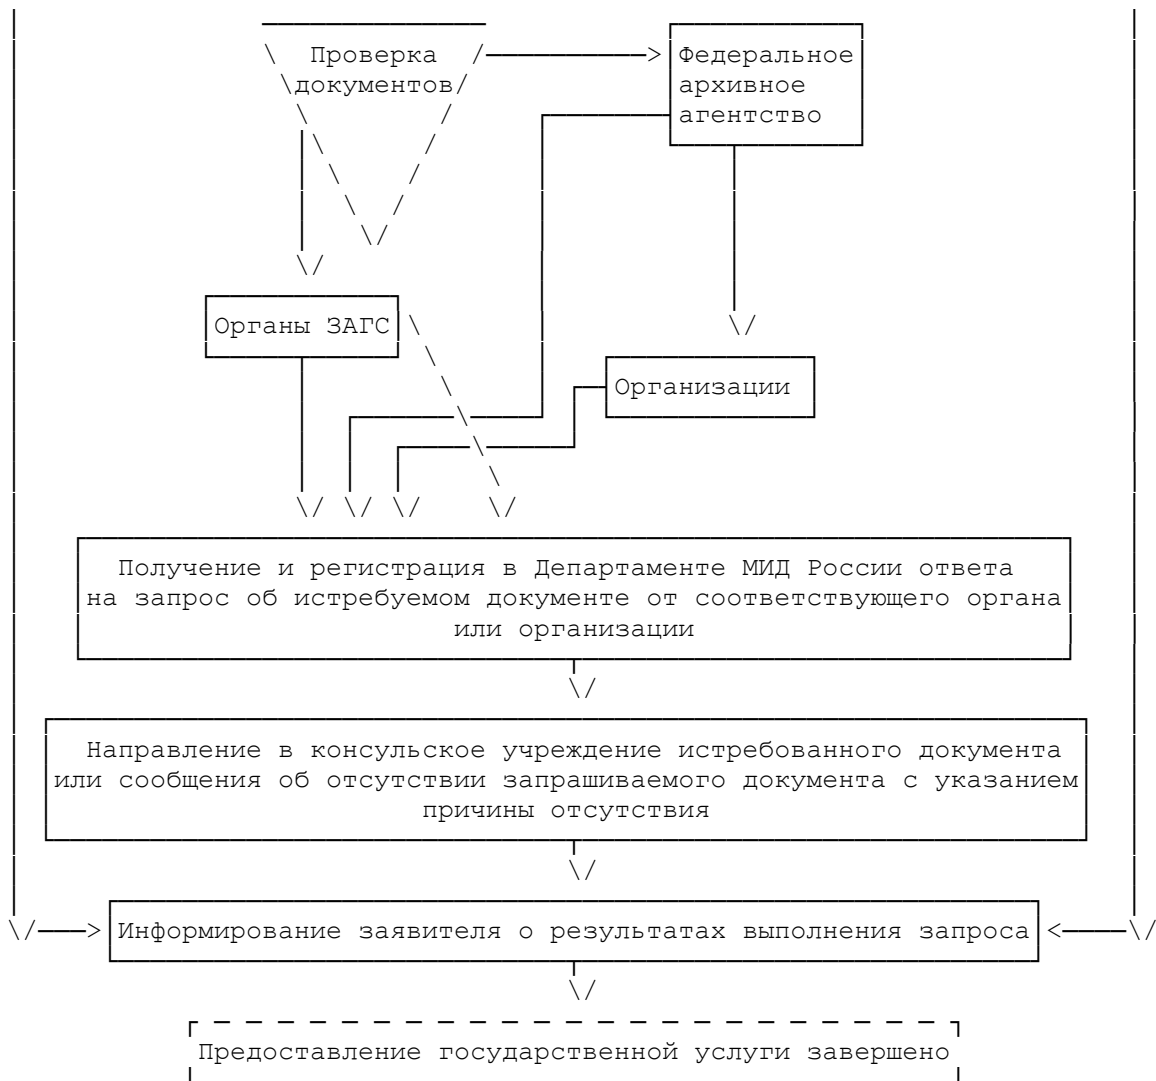 Проверка
документов
Федеральное
архивное
агентство
Органы ЗАГС
Организации
Получение и регистрация в Департаменте МИД России ответа
на запрос об истребуемом документе от соответствующего органа
или организации
Направление в консульское учреждение истребованного документа
или сообщения об отсутствии запрашиваемого документа с указанием
причины отсутствия
Информирование заявителя о результатах выполнения запроса
Предоставление государственной услуги завершено